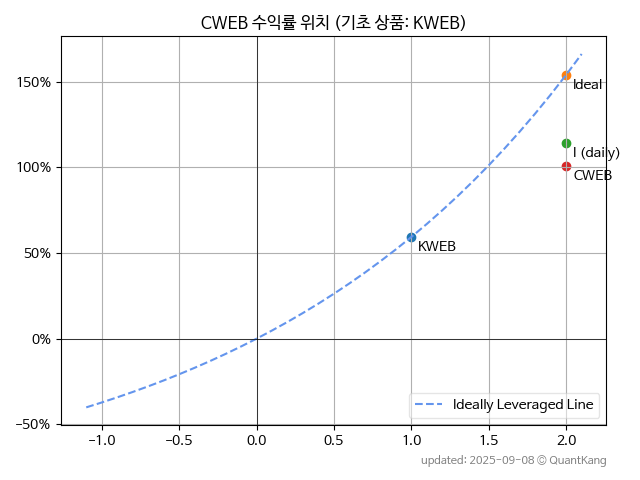 CWEB 수익률 위치 (기초 상품: KWEB)
150%
100%
50%
0%
−50%
Ideal
I (daily)
CWEB
KWEB
Ideally Leveraged Line
−1.0 −0.5 0.0 0.5 1.0 1.5 2.0
updated: 2025-09-08 © QuantKang